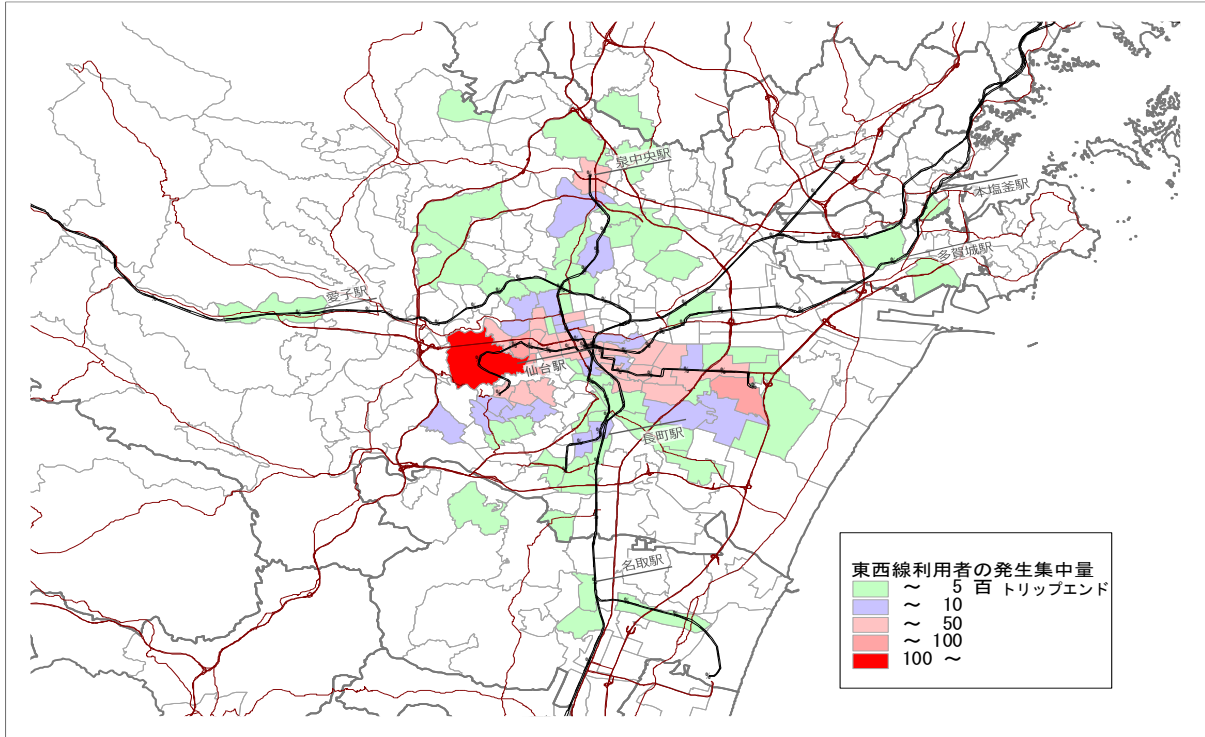 泉中央駅
本塩釜駅
多賀城駅
愛子駅
仙台駅
長町駅
名取駅
東西線利用者の発生集中量
～ 5 百 トリップエンド
～ 10
～ 50
～ 100
100 ～